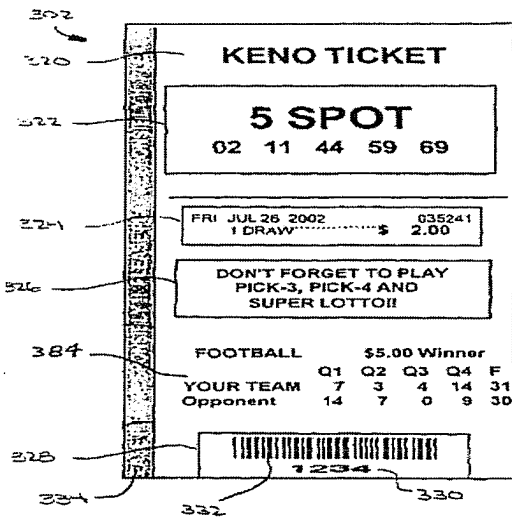 302
320
KENO TICKET
322
5 SPOT
02 11 44 59 69
324
FRI JUL 26 2002 035241
1 DRAW $ 2.00
326
DON'T FORGET TO PLAY
PICK-3, PICK-4 AND
SUPER LOTTO!!
384
FOOTBALL $5.00 Winner
Q1 Q2 Q3 Q4 F
YOUR TEAM 7 3 4 14 31
Opponent 14 7 0 9 30
328
1234
334
332
330